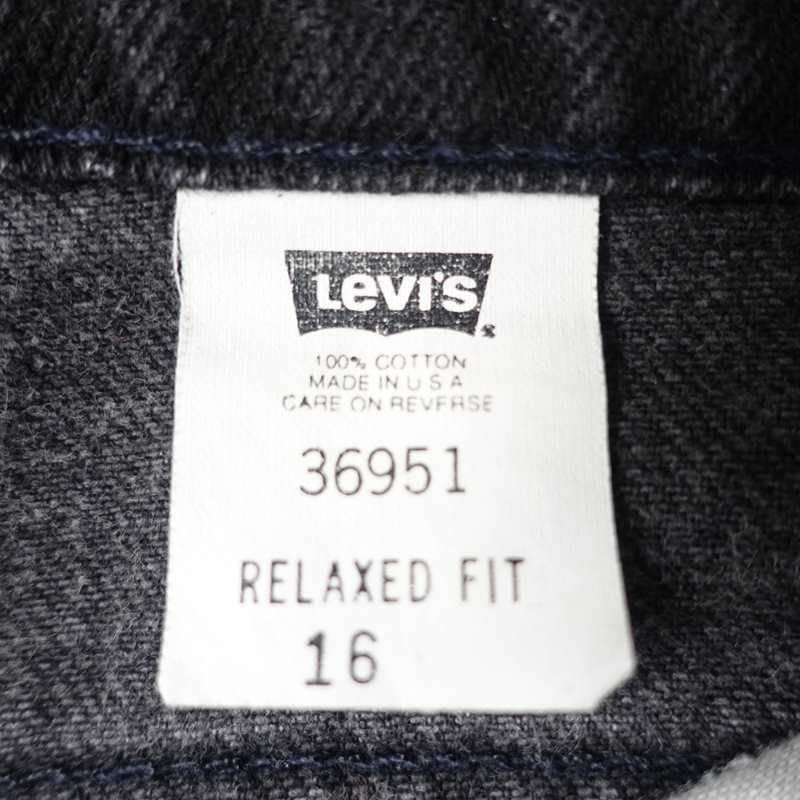 Levi's
100% COTTON
MADE IN U S A
CARE ON REVERSE
36951
RELAXED FIT
16